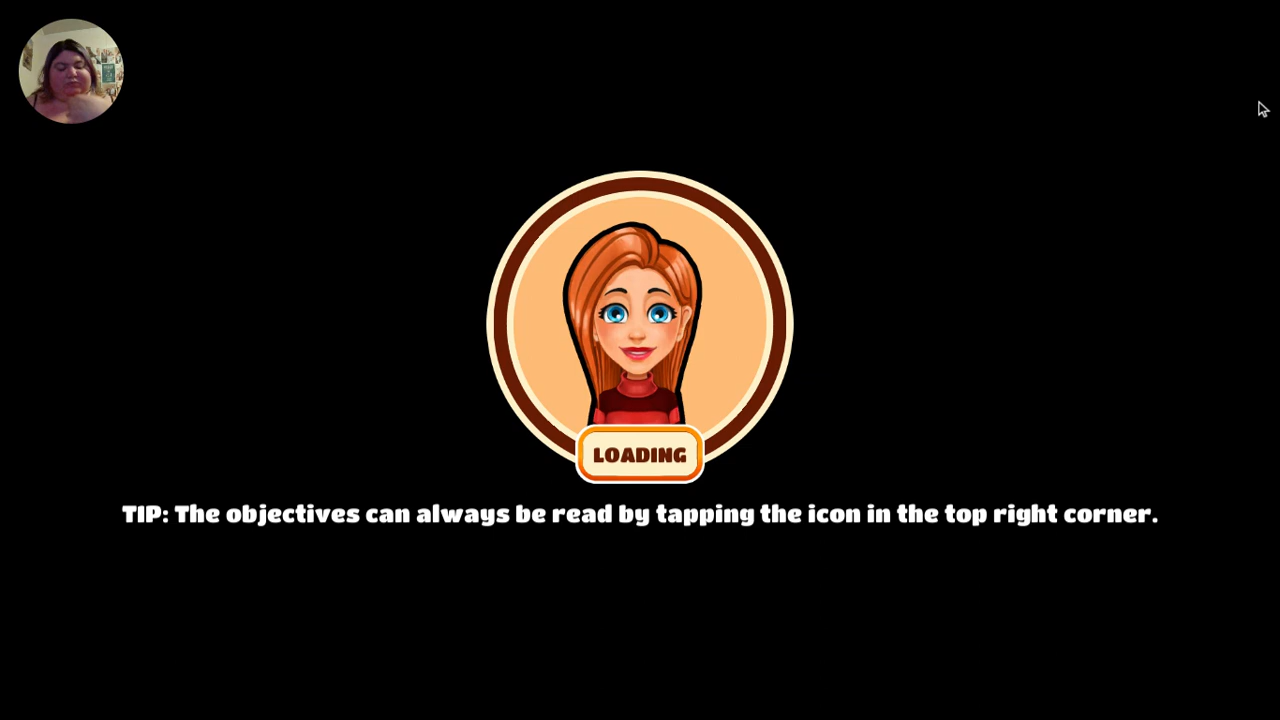 LOADING
TIP: The objectives can always be read by tapping the icon in the top right corner.